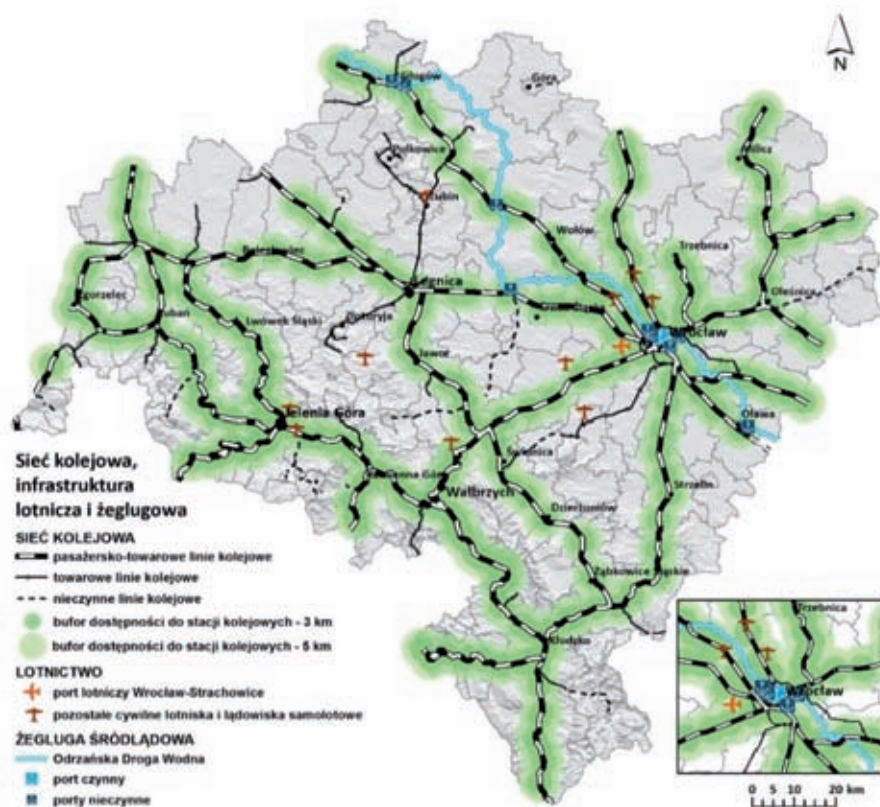 N
Głogów
Góra
Polkowice
Milicz
Lubin
Wołów
Trzebnica
Bolesławiec
Legnica
Oleśnica
Zgorzelec
Środa Śląska
Lubań
Wrocław
Lwówek Śląski
Złotoryja
Jawor
Jelenia Góra
Oława
Kamienna Góra
Świdnica
Wałbrzych
Strzelin
Dzierżoniów
Ząbkowice Śląskie
Kłodzko
Sieć kolejowa,
infrastruktura
lotnicza i żeglugowa
SIEĆ KOLEJOWA
pasażersko-towarowe linie kolejowe
towarowe linie kolejowe
nieczynne linie kolejowe
bufor dostępności do stacji kolejowych - 3 km
bufor dostępności do stacji kolejowych - 5 km
LOTNICTWO
port lotniczy Wrocław-Strachowice
pozostałe cywilne lotniska i lądowiska samolotowe
ŻEGLUGA ŚRÓDLĄDOWA
Odrzańska Droga Wodna
port czynny
porty nieczynne
Trzebnica
Wrocław
0 5 10 20 km